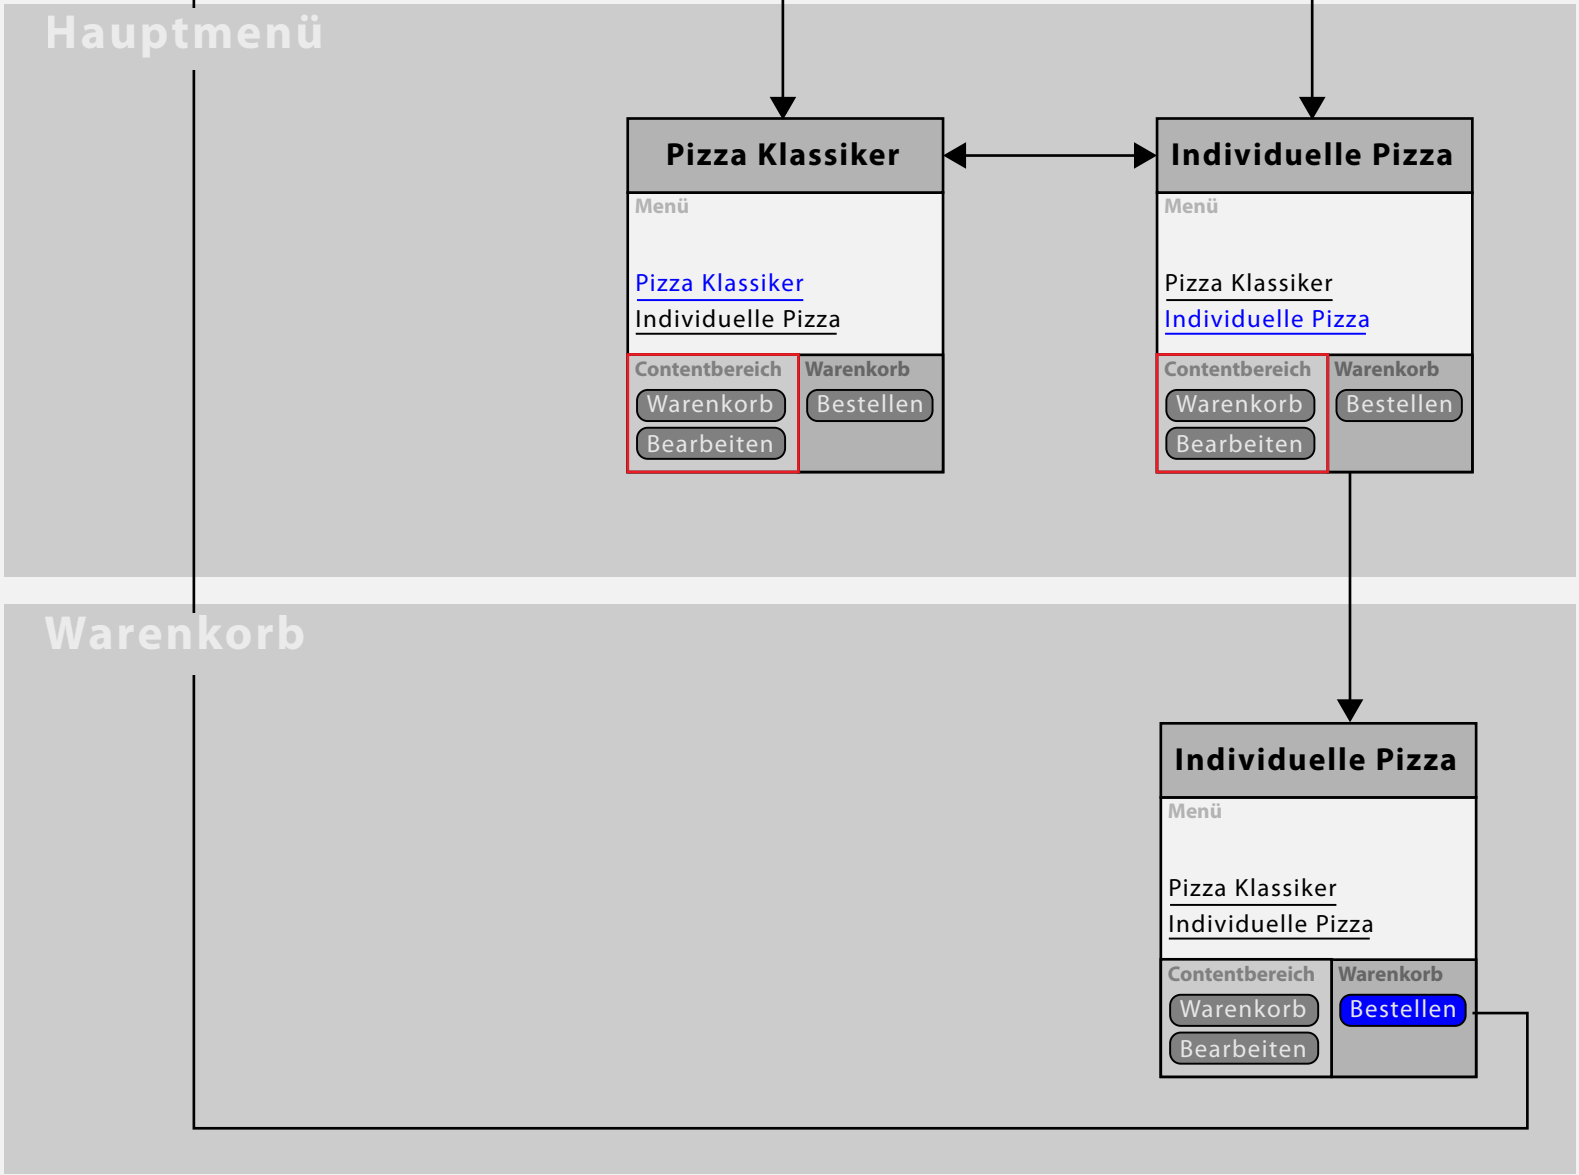 Hauptmenü
Pizza Klassiker
Menü
Pizza Klassiker
Individuelle Pizza
Contentbereich
Warenkorb
Warenkorb
Bestellen
Bearbeiten
Individuelle Pizza
Menü
Pizza Klassiker
Individuelle Pizza
Contentbereich
Warenkorb
Warenkorb
Bestellen
Bearbeiten
Warenkorb
Individuelle Pizza
Menü
Pizza Klassiker
Individuelle Pizza
Contentbereich
Warenkorb
Warenkorb
Bestellen
Bearbeiten